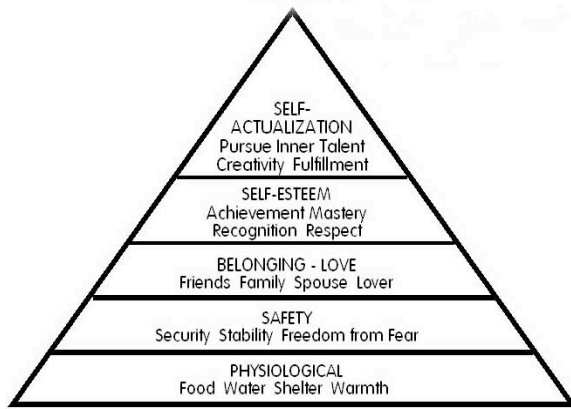 SELF-
ACTUALIZATION
Pursue Inner Talent
Creativity Fulfillment
SELF-ESTEEM
Achievement Mastery
Recognition Respect
BELONGING - LOVE
Friends Family Spouse Lover
SAFETY
Security Stability Freedom from Fear
PHYSIOLOGICAL
Food Water Shelter Warmth